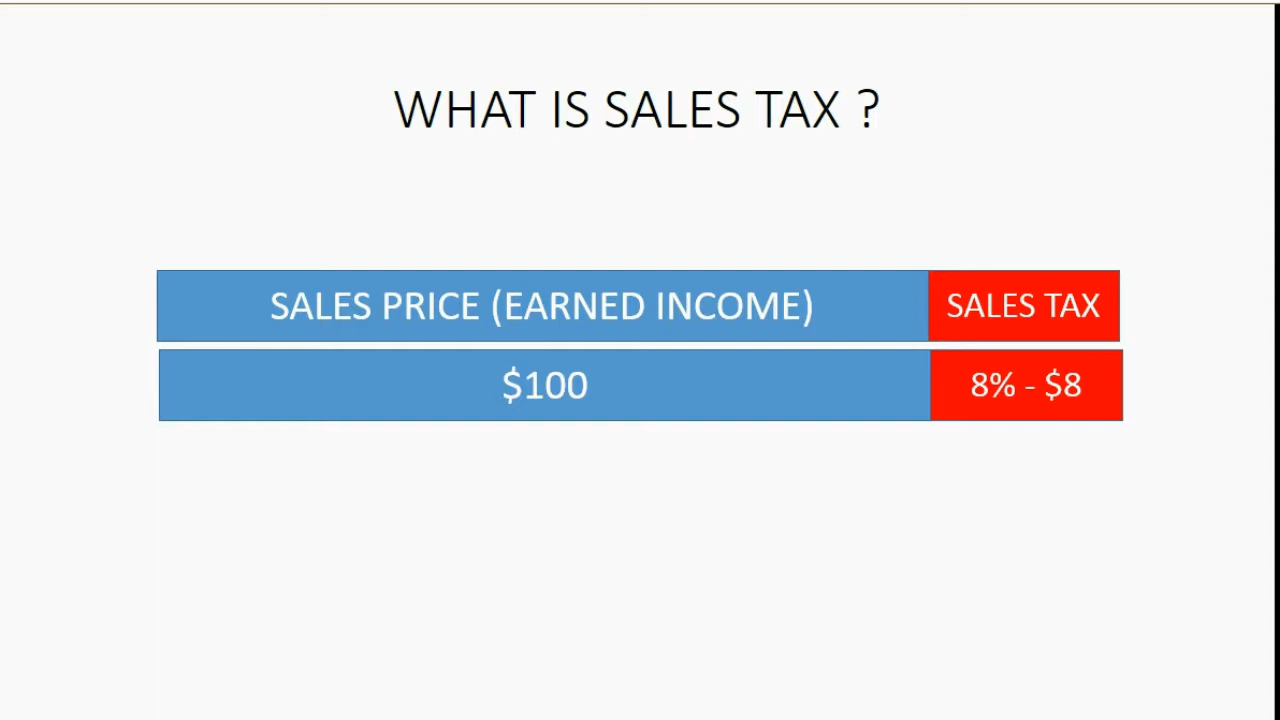 WHAT IS SALES TAX ?
SALES PRICE (EARNED INCOME) SALES TAX
$100 8% - $8